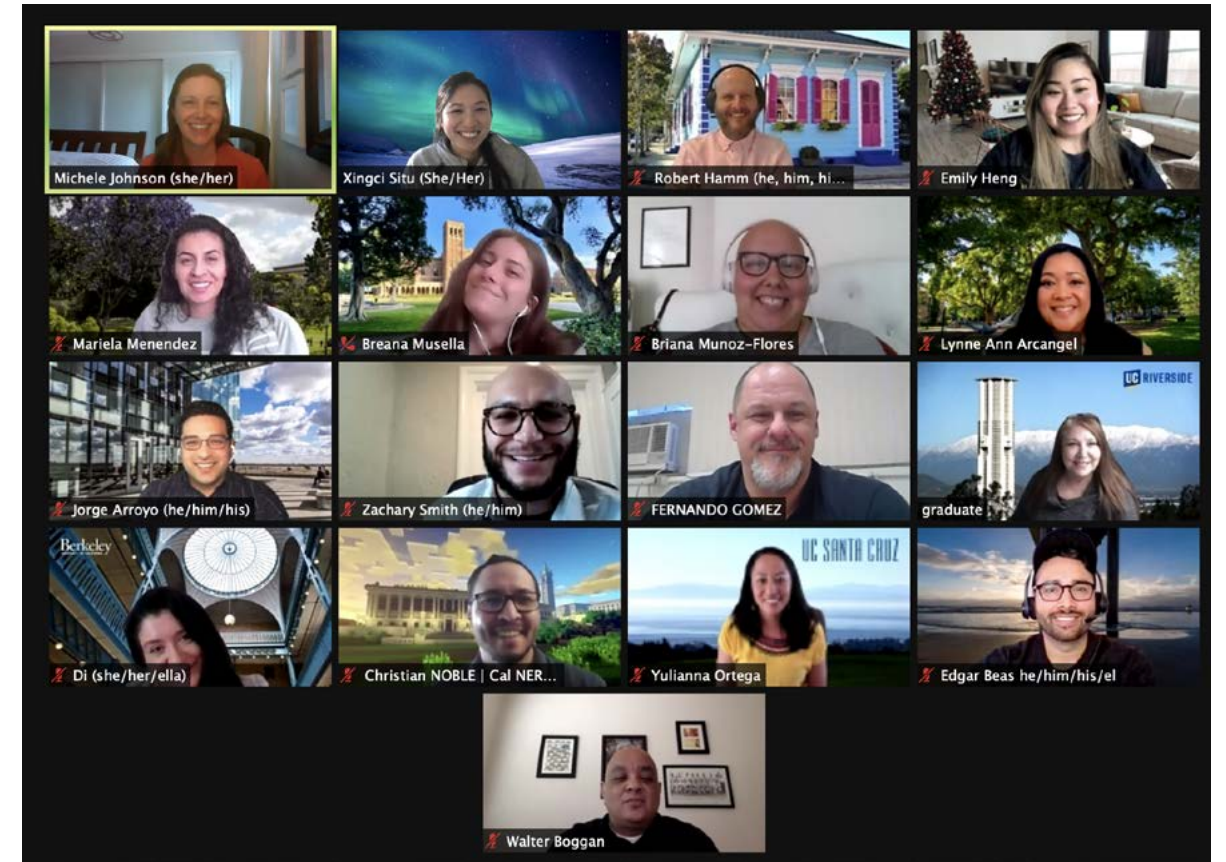 Michele Johnson (she/her)
Xingci Situ (She/Her)
Robert Hamm (he, him, hi...
Emily Heng
Mariela Menendez
Breana Musella
Briana Munoz-Flores
Lynne Ann Arcangel
UC RIVERSIDE
Jorge Arroyo (he/him/his)
Zachary Smith (he/him)
FERNANDO GOMEZ
graduate
Berkeley
UC SANTA CRUZ
Di (she/her/ella)
Christian NOBLE | Cal NER...
Yulianna Ortega
Edgar Beas he/him/his/el
Walter Boggan